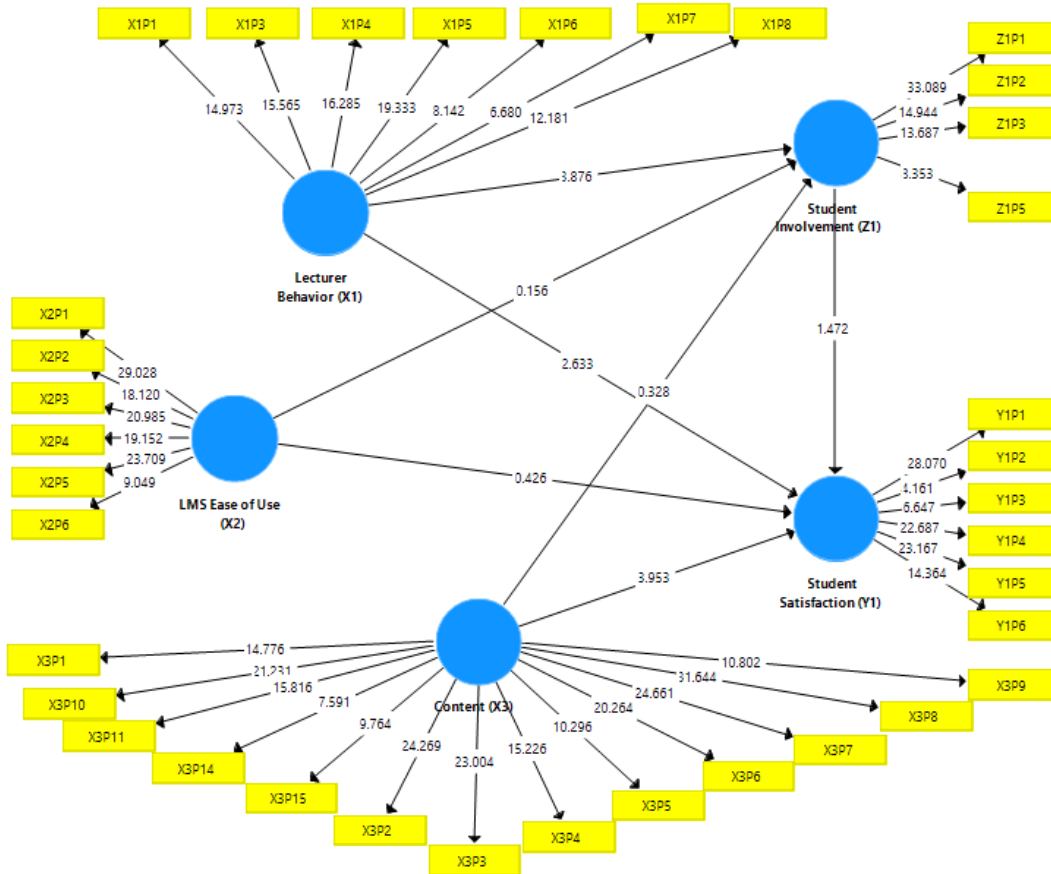 X1P1
X1P3
X1P4
X1P5
X1P6
X1P7
X1P8
14.973
15.565
16.285
19.333
8.142
6.680
12.181
Lecturer
Behavior (X1)
3.876
2.633
Z1P1
Z1P2
Z1P3
Z1P5
33.089
14.944
13.687
3.353
Student
Involvement (Z1)
1.472
X2P1
X2P2
X2P3
X2P4
X2P5
X2P6
29.028
18.120
20.985
19.152
23.709
9.049
LMS Ease of Use
(X2)
0.156
0.426
0.328
3.953
Y1P1
Y1P2
Y1P3
Y1P4
Y1P5
Y1P6
28.070
4.161
6.647
22.687
23.167
14.364
Student
Satisfaction (Y1)
Content (X3)
14.776
21.231
15.816
7.591
9.764
24.269
23.004
15.226
10.296
20.264
24.661
31.644
10.802
X3P1
X3P10
X3P11
X3P14
X3P15
X3P2
X3P3
X3P4
X3P5
X3P6
X3P7
X3P8
X3P9